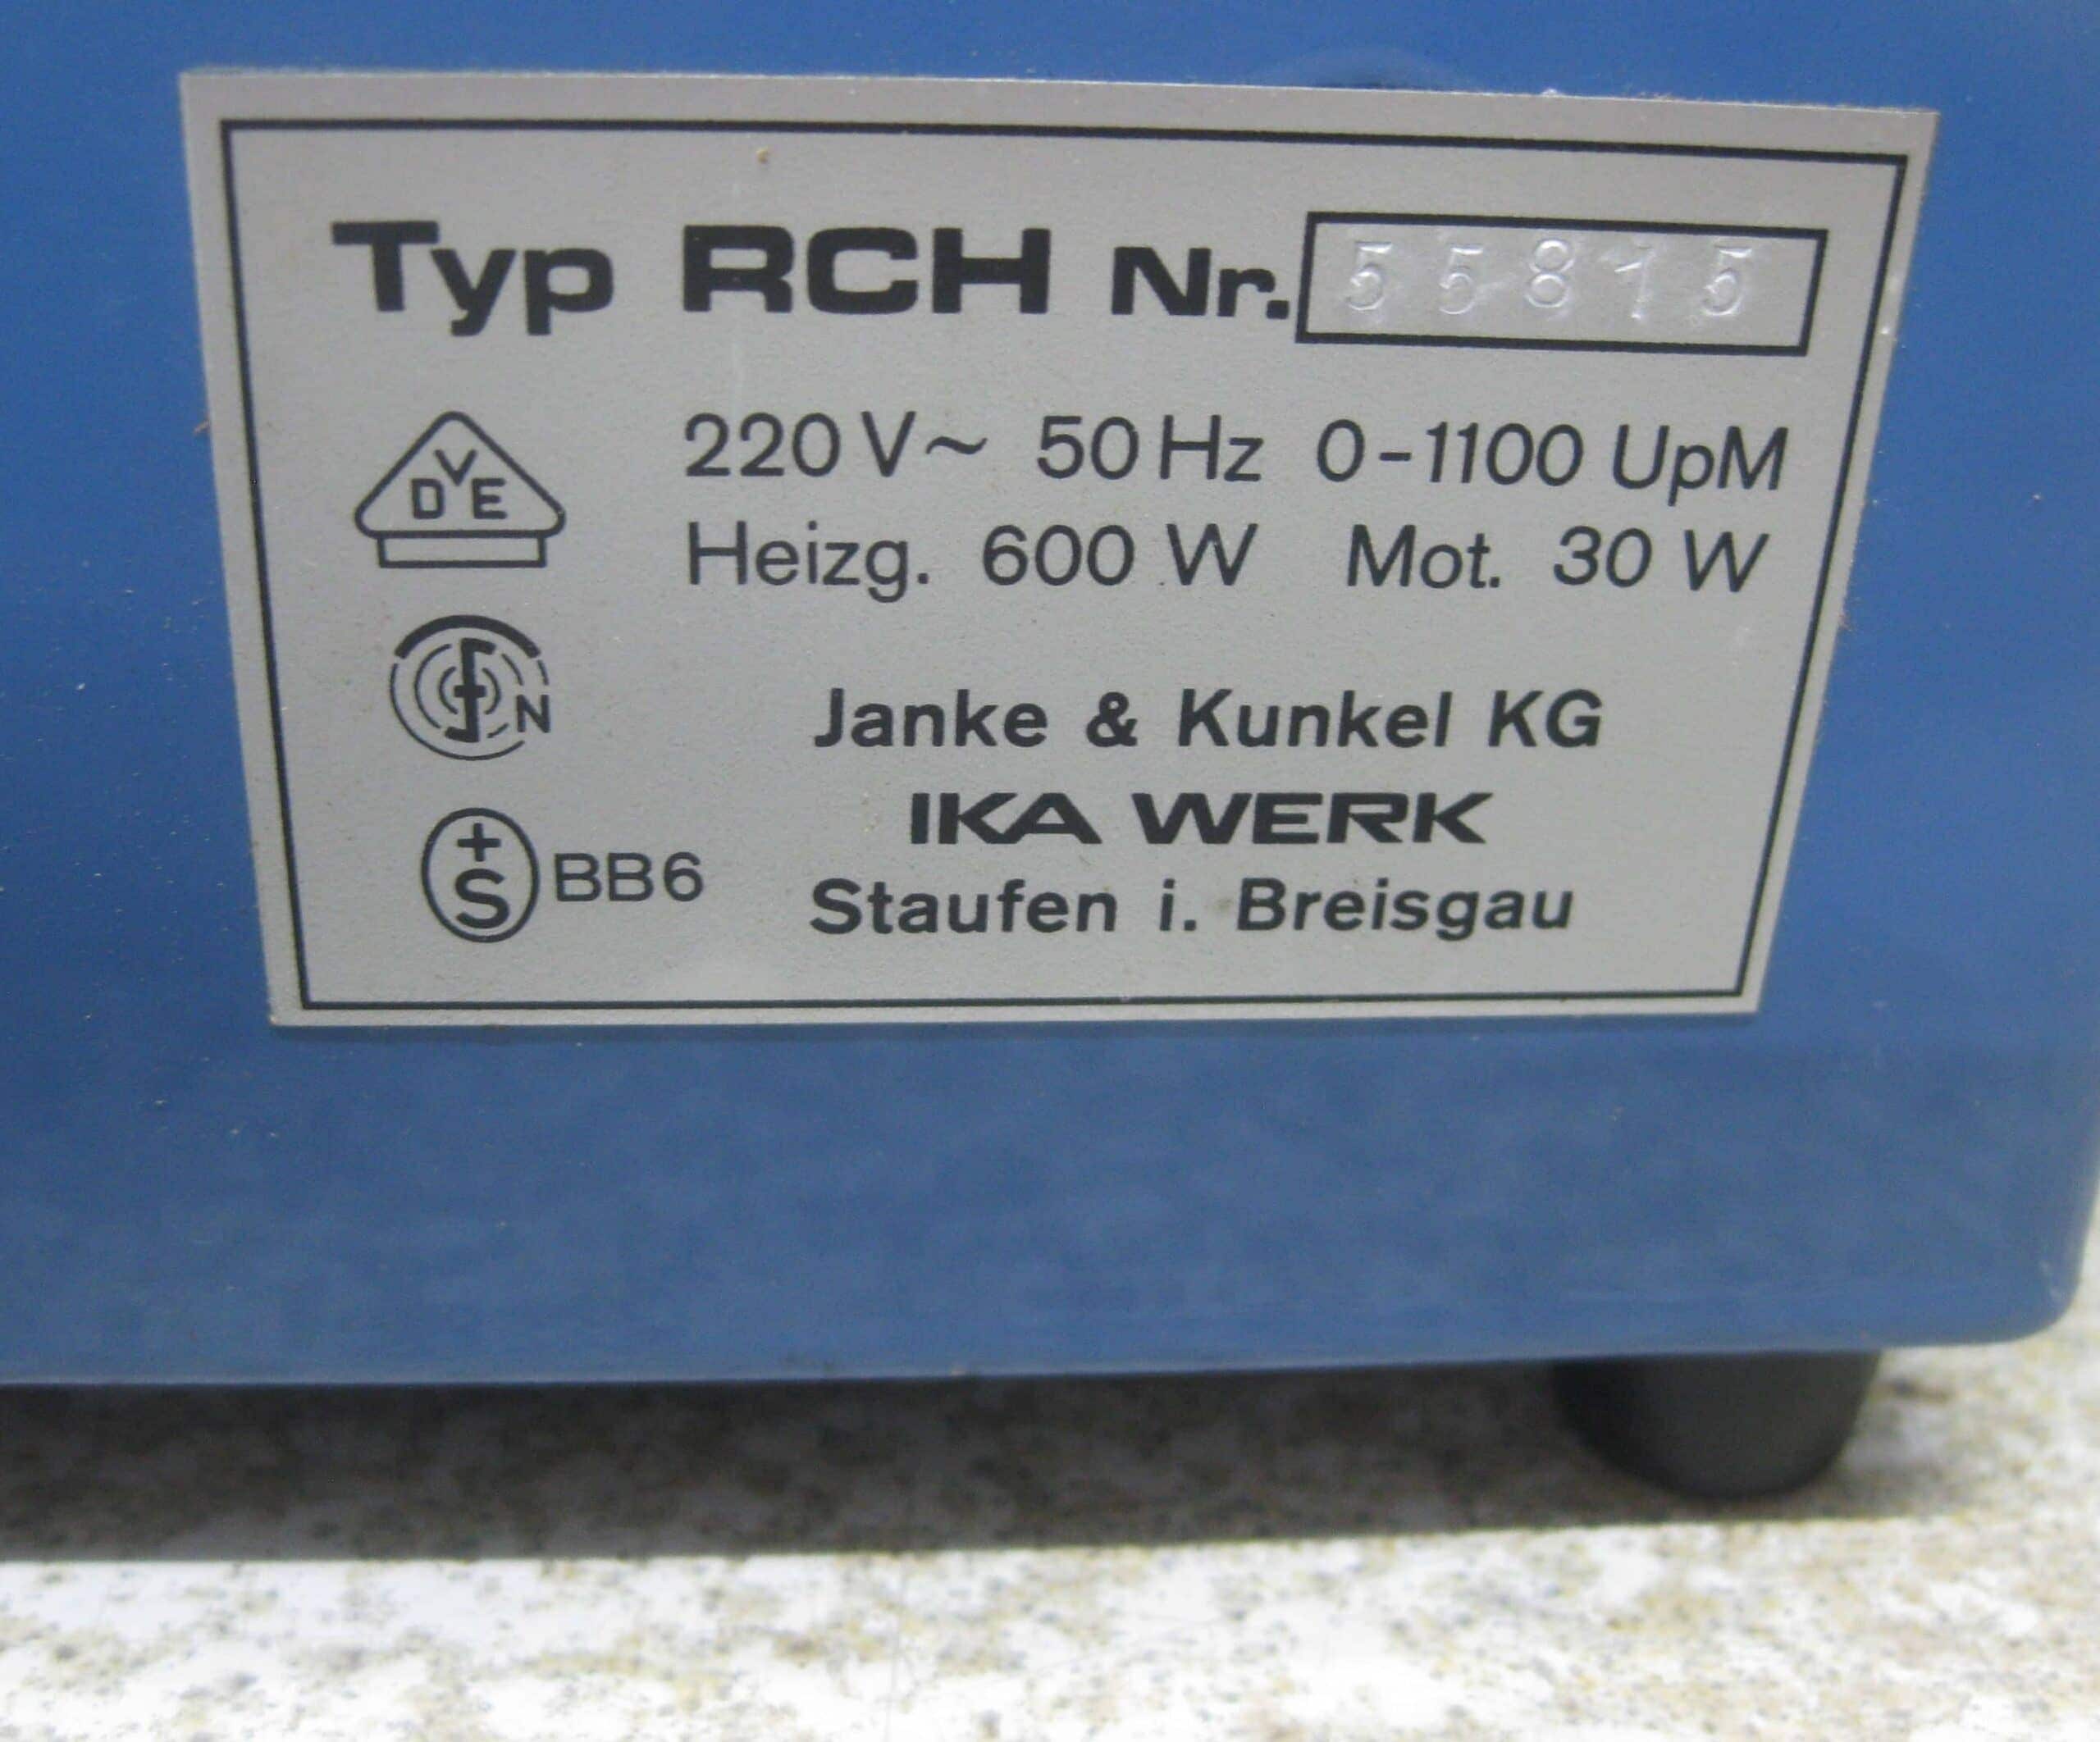 Typ RCH Nr. 55815
220 V~ 50 Hz 0-1100 UpM
Heizg. 600 W Mot. 30 W
DVE
N
Janke & Kunkel KG
IKA WERK
+S BB6
Staufen i. Breisgau